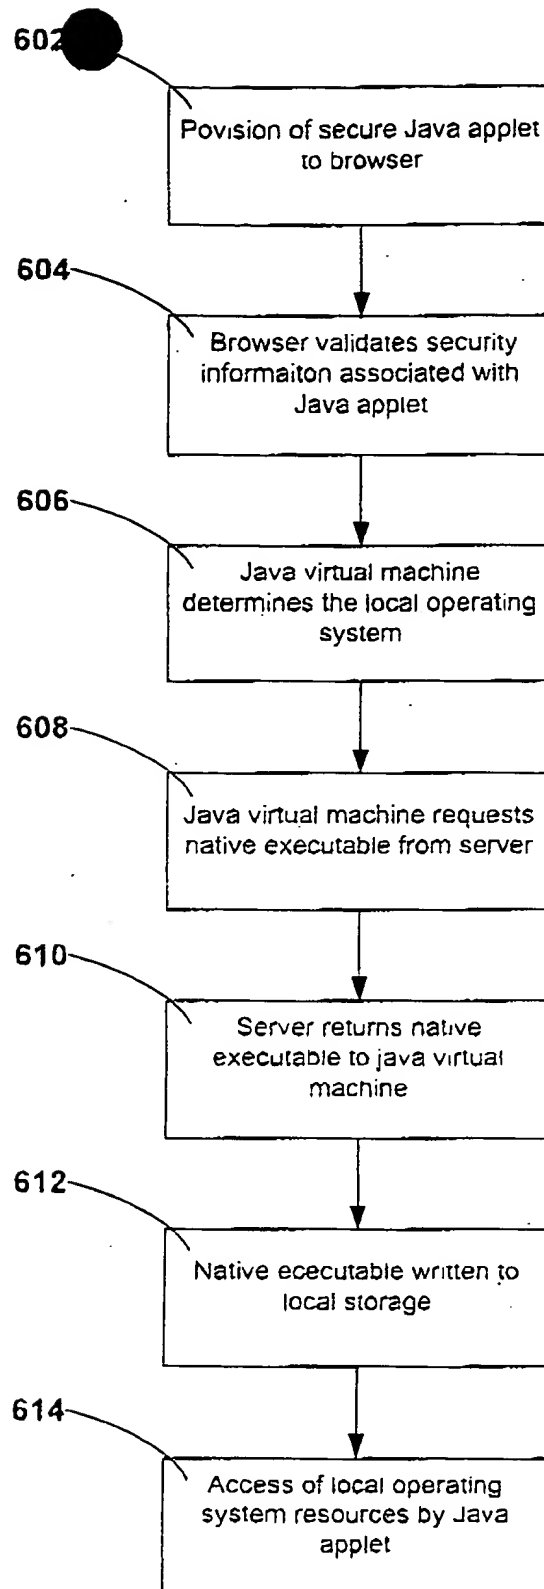 602
Povision of secure Java applet
to browser
604
Browser validates security
informaiton associated with
Java applet
606
Java virtual machine
determines the local operating
system
608
Java virtual machine requests
native executable from server
610
Server returns native
executable to java virtual
machine
612
Native ececutable written to
local storage
614
Access of local operating
system resources by Java
applet